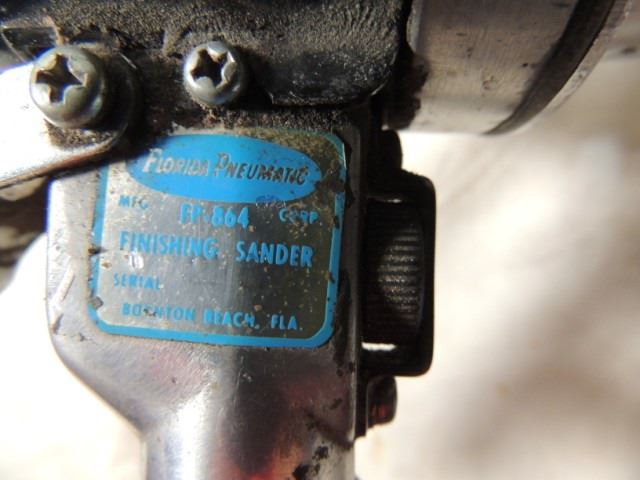 FLORIDA PNEUMATIC
MFG CORP
FP-864
FINISHING SANDER
SERIAL
BOYNTON BEACH, FLA.